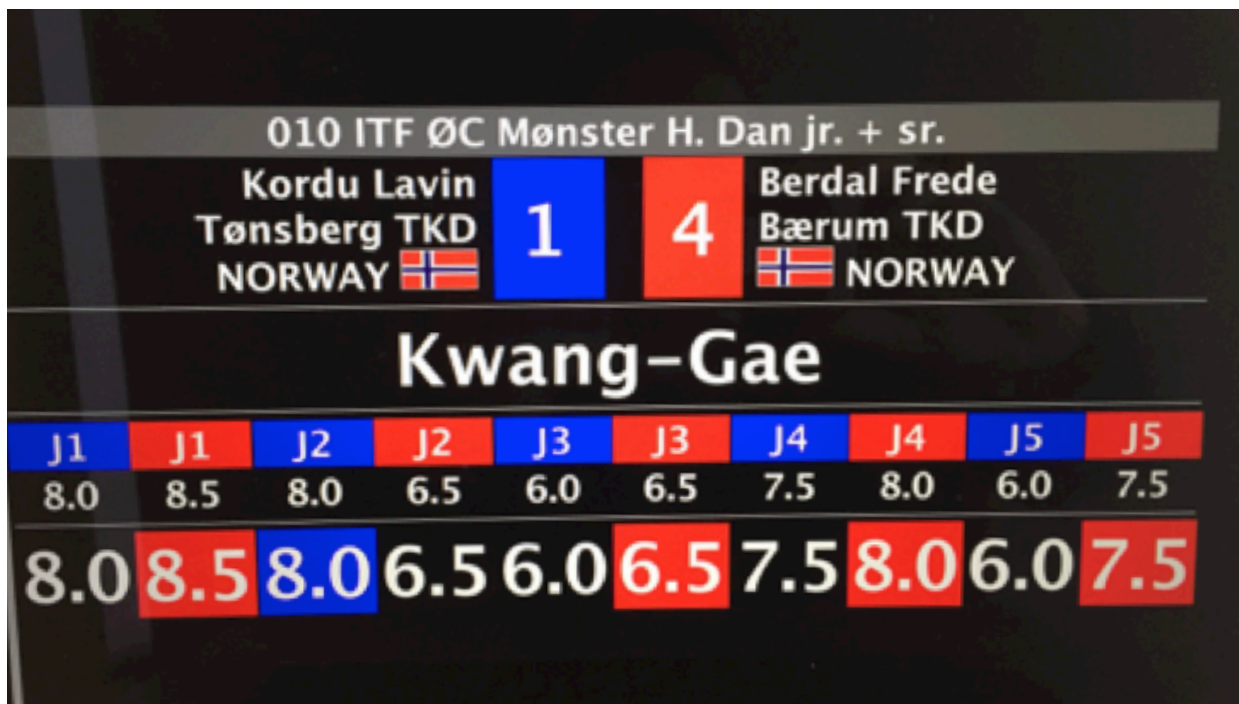 010 ITF ØC Mønster H. Dan jr. + sr.
Kordu Lavin
Tønsberg TKD
NORWAY
1
4
Berdal Frede
Bærum TKD
NORWAY
Kwang-Gae
J1 J1 J2 J2 J3 J3 J4 J4 J5 J5
8.0 8.5 8.0 6.5 6.0 6.5 7.5 8.0 6.0 7.5
8.0 8.5 8.0 6.5 6.0 6.5 7.5 8.0 6.0 7.5